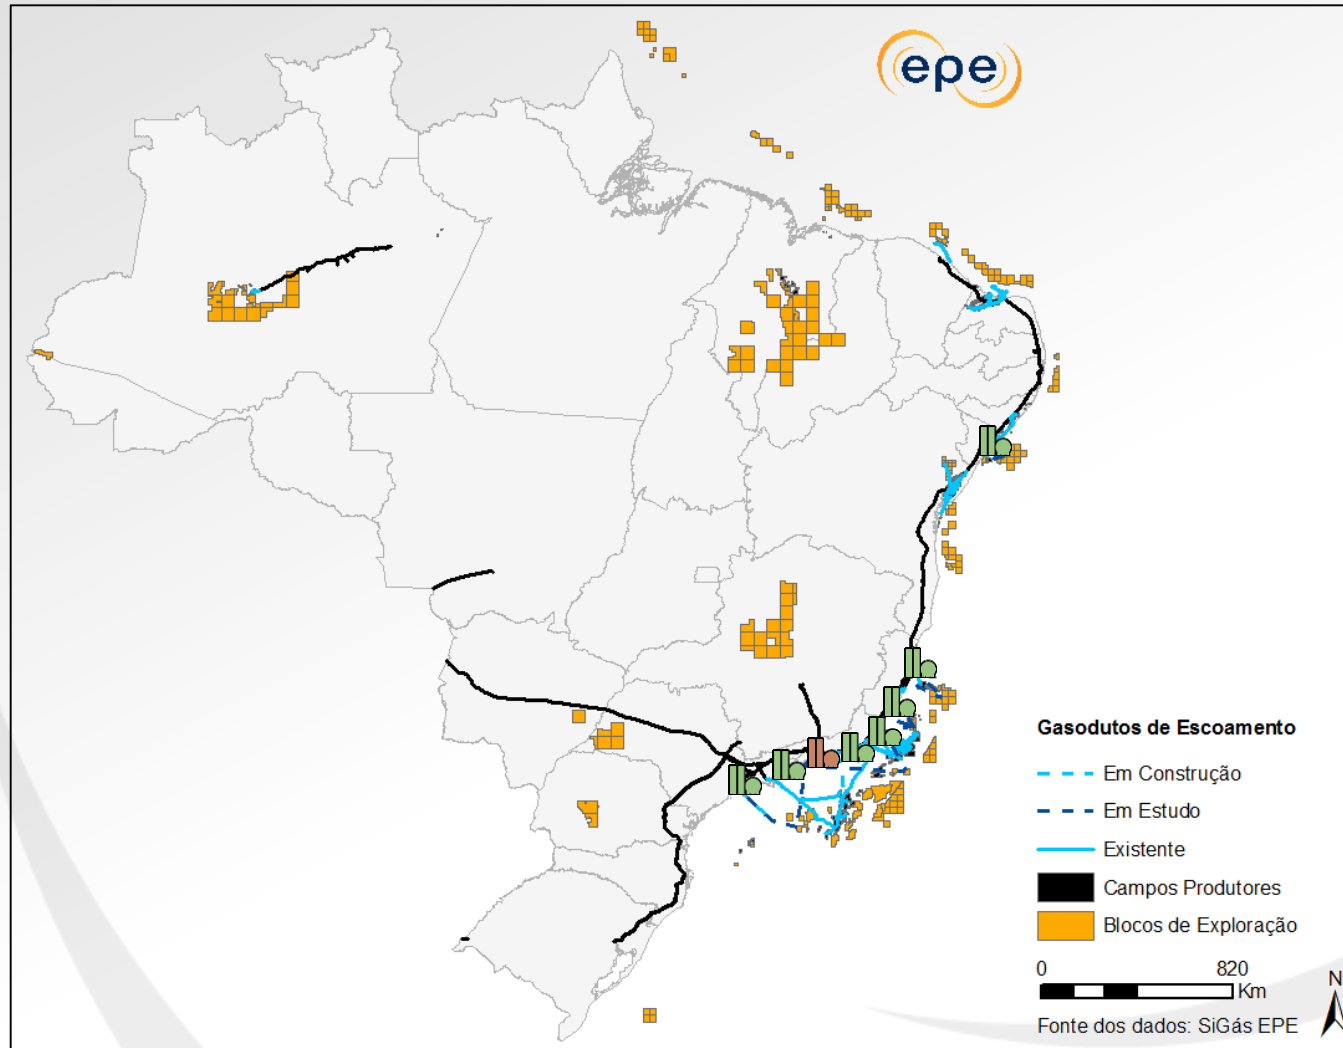 epe
Gasodutos de Escoamento
Em Construção
Em Estudo
Existente
Campos Produtores
Blocos de Exploração
0 820
Km
N
Fonte dos dados: SiGás EPE